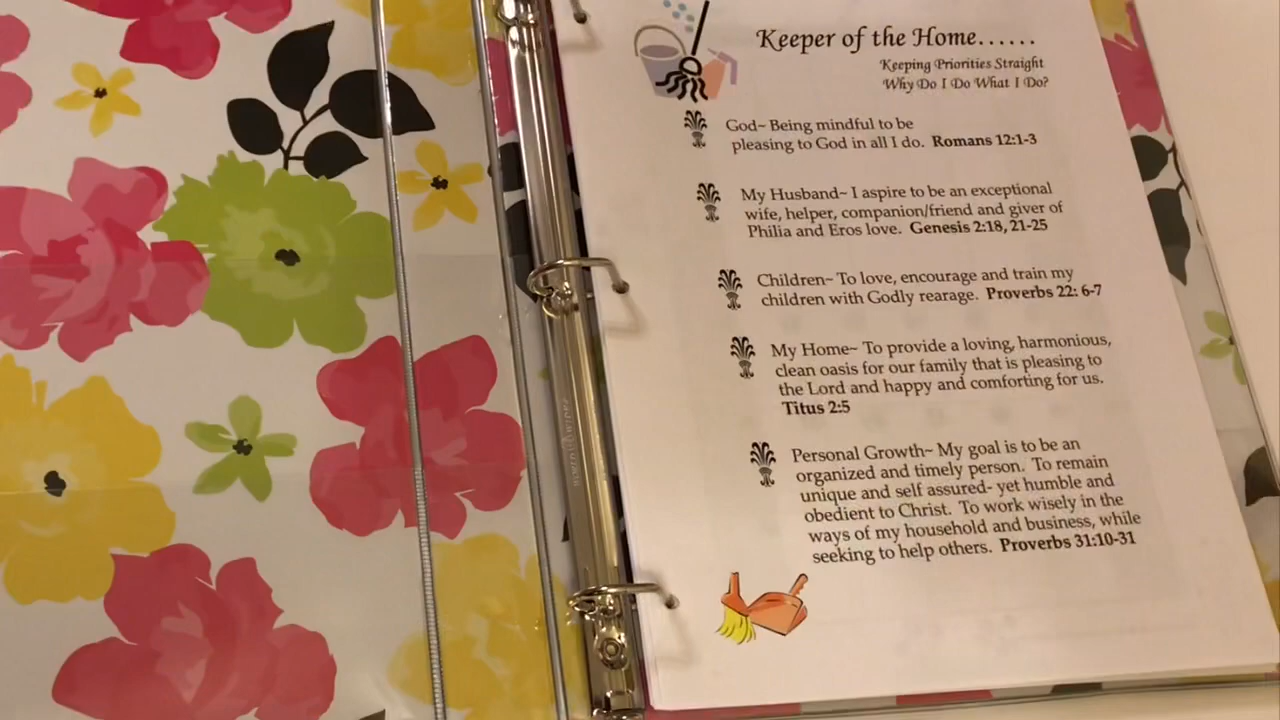 Keeper of the Home......
Keeping Priorities Straight
Why Do I Do What I Do?
God~ Being mindful to be
pleasing to God in all I do. Romans 12:1-3
My Husband~ I aspire to be an exceptional
wife, helper, companion/friend and giver of
Philia and Eros love. Genesis 2:18, 21-25
Children~ To love, encourage and train my
children with Godly rearage. Proverbs 22: 6-7
My Home~ To provide a loving, harmonious,
clean oasis for our family that is pleasing to
the Lord and happy and comforting for us.
Titus 2:5
Personal Growth~ My goal is to be an
organized and timely person. To remain
unique and self assured- yet humble and
obedient to Christ. To work wisely in the
ways of my household and business, while
seeking to help others. Proverbs 31:10-31